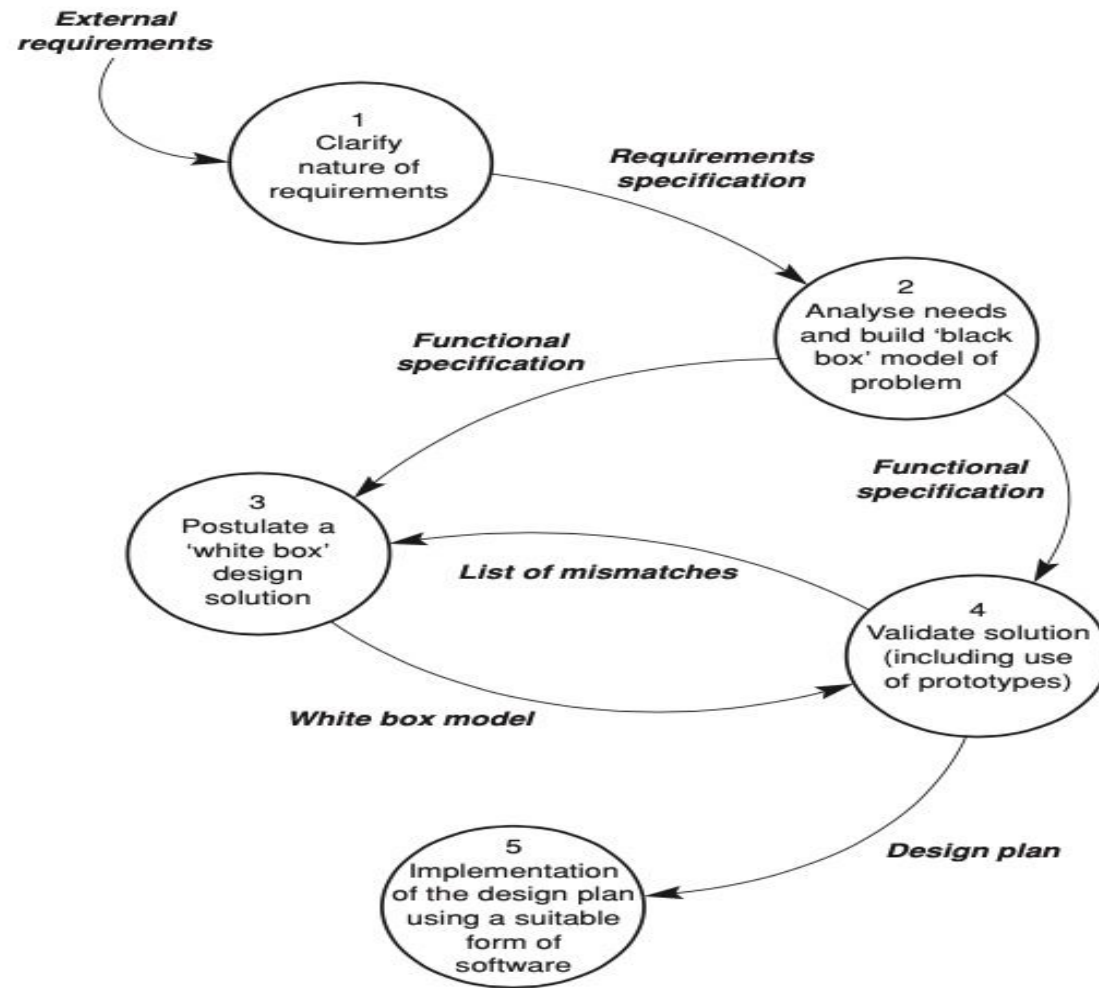 External
requirements
1
Clarify
nature of
requirements
Requirements
specification
2
Analyse needs
and build ‘black
box’ model of
problem
Functional
specification
Functional
specification
3
Postulate a
‘white box’
design
solution
List of mismatches
4
Validate solution
(including use
of prototypes)
White box model
Design plan
5
Implementation
of the design plan
using a suitable
form of
software